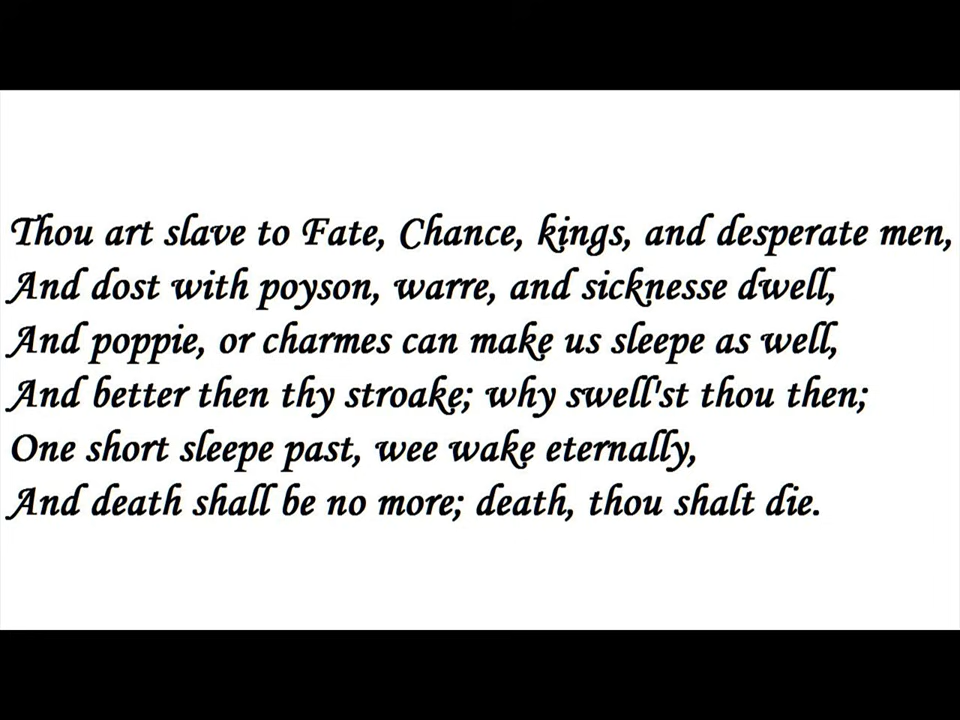 Thou art slave to Fate, Chance, kings, and desperate men,
And dost with poyson, warre, and sicknesse dwell,
And poppie, or charmes can make us sleepe as well,
And better then thy stroake; why swell'st thou then;
One short sleepe past, wee wake eternally,
And death shall be no more; death, thou shalt die.